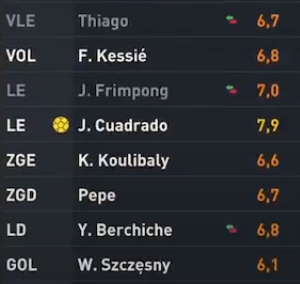 VLE Thiago 6,7
VOL F. Kessié 6,8
LE J. Frimpong 7,0
LE J. Cuadrado 7,9
ZGE K. Koulibaly 6,6
ZGD Pepe 6,7
LD Y. Berchiche 6,8
GOL W. Szczęsny 6,1